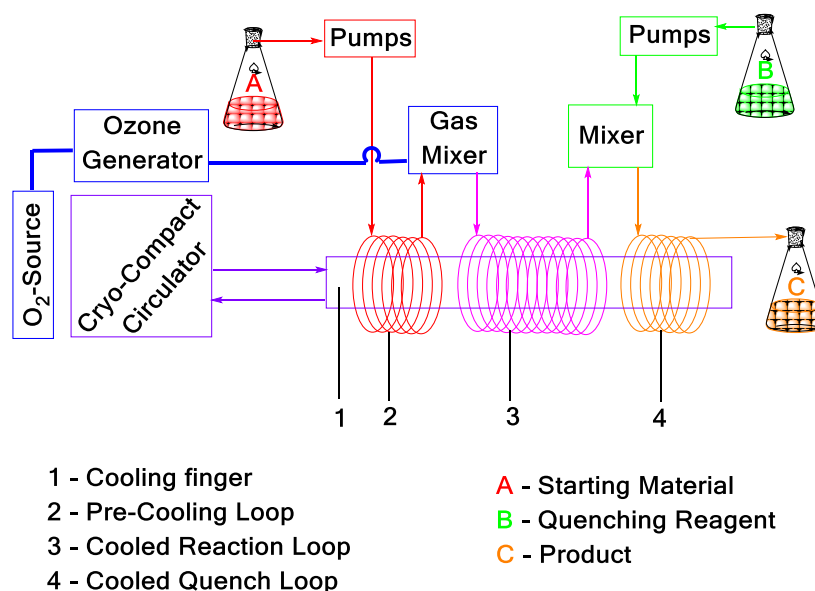 A
Pumps
Pumps
B
Ozone
Generator
Gas
Mixer
Mixer
O2-Source
Cryo-Compact
Circulator
C
1
2
3
4
1 - Cooling finger
2 - Pre-Cooling Loop
3 - Cooled Reaction Loop
4 - Cooled Quench Loop
A - Starting Material
B - Quenching Reagent
C - Product